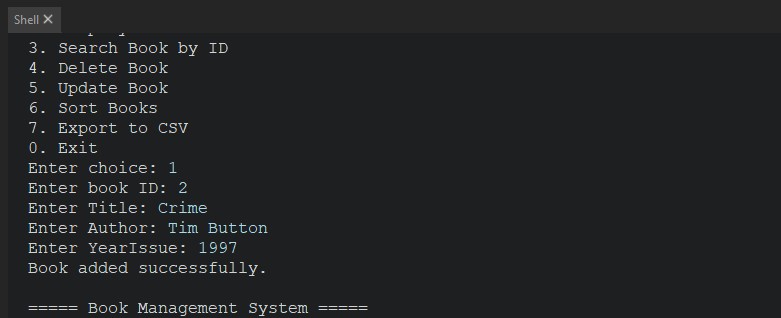 Shell ✕
3. Search Book by ID
4. Delete Book
5. Update Book
6. Sort Books
7. Export to CSV
0. Exit
Enter choice: 1
Enter book ID: 2
Enter Title: Crime
Enter Author: Tim Button
Enter YearIssue: 1997
Book added successfully.
===== Book Management System =====